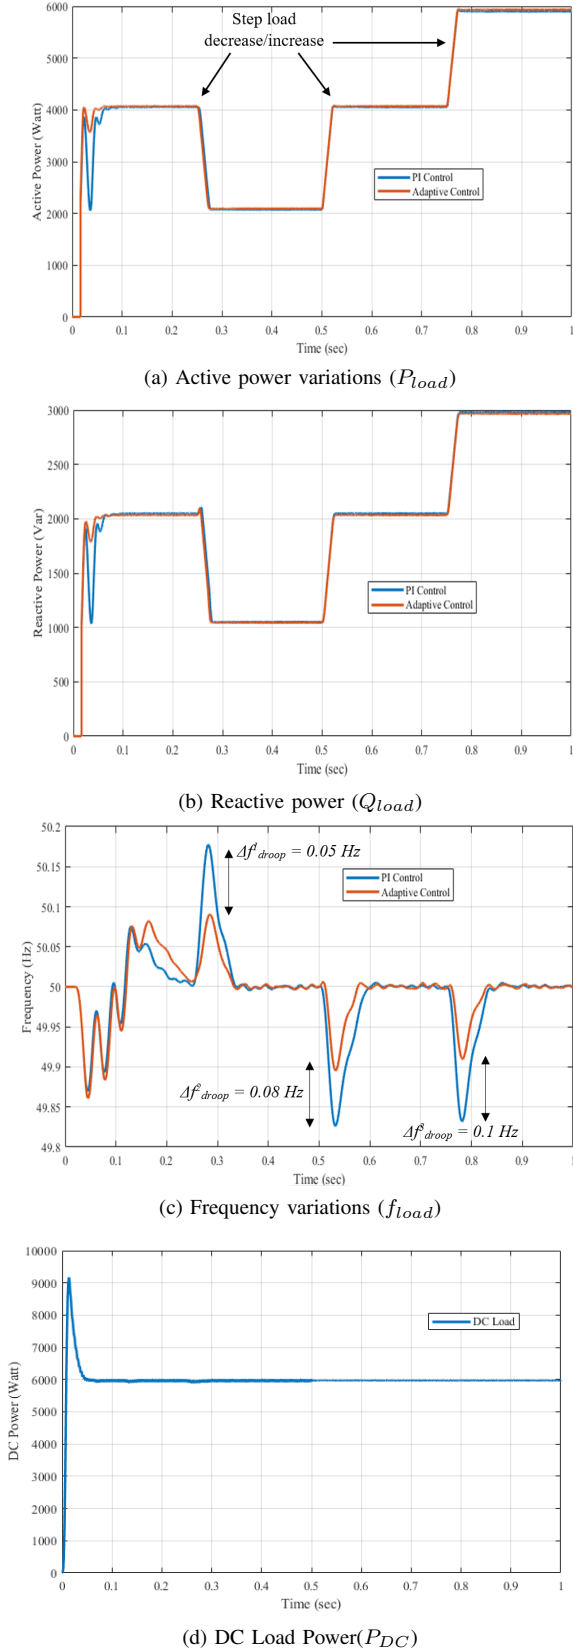 6000
5000
4000
3000
2000
1000
0
Active Power (Watt)
Step load
decrease/increase
PI Control
Adaptive Control
0 0.1 0.2 0.3 0.4 0.5 0.6 0.7 0.8 0.9 1
Time (sec)
(a) Active power variations (P_load)
3000
2500
2000
1500
1000
500
0
Reactive Power (Var)
PI Control
Adaptive Control
0 0.1 0.2 0.3 0.4 0.5 0.6 0.7 0.8 0.9 1
Time (sec)
(b) Reactive power (Q_load)
50.2
50.15
50.1
50.05
50
49.95
49.9
49.85
49.8
Frequency (Hz)
Δf¹droop = 0.05 Hz
PI Control
Adaptive Control
Δf²droop = 0.08 Hz
Δf³droop = 0.1 Hz
0 0.1 0.2 0.3 0.4 0.5 0.6 0.7 0.8 0.9 1
Time (sec)
(c) Frequency variations (f_load)
10000
9000
8000
7000
6000
5000
4000
3000
2000
1000
0
DC Power (Watt)
DC Load
0 0.1 0.2 0.3 0.4 0.5 0.6 0.7 0.8 0.9 1
Time (sec)
(d) DC Load Power(P_DC)